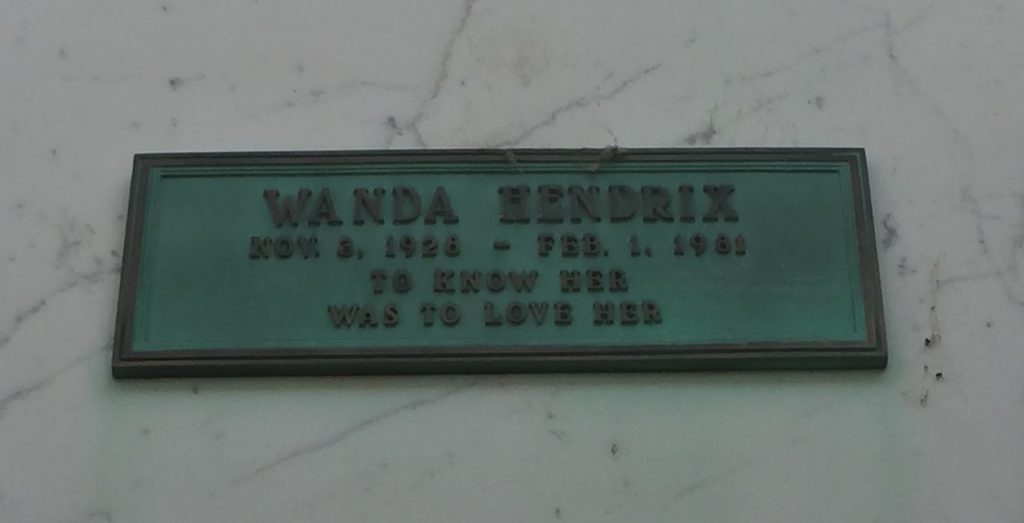 WANDA HENDRIX
NOV. 3, 1928 - FEB. 1, 1981
TO KNOW HER
WAS TO LOVE HER